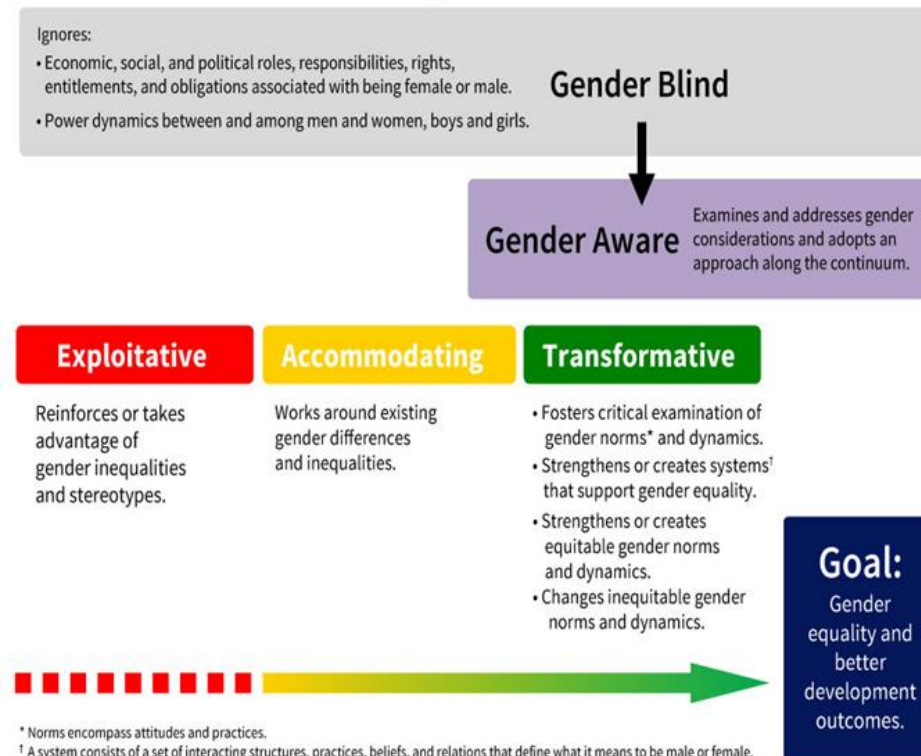 Ignores:
• Economic, social, and political roles, responsibilities, rights,
entitlements, and obligations associated with being female or male.
• Power dynamics between and among men and women, boys and girls.
Gender Blind
Gender Aware
Examines and addresses gender
considerations and adopts an
approach along the continuum.
Exploitative
Reinforces or takes
advantage of
gender inequalities
and stereotypes.
Accommodating
Works around existing
gender differences
and inequalities.
Transformative
• Fosters critical examination of
gender norms* and dynamics.
• Strengthens or creates systems†
that support gender equality.
• Strengthens or creates
equitable gender norms
and dynamics.
• Changes inequitable gender
norms and dynamics.
Goal:
Gender
equality and
better
development
outcomes.
* Norms encompass attitudes and practices.
† A system consists of a set of interacting structures, practices, beliefs, and relations that define what it means to be male or female.